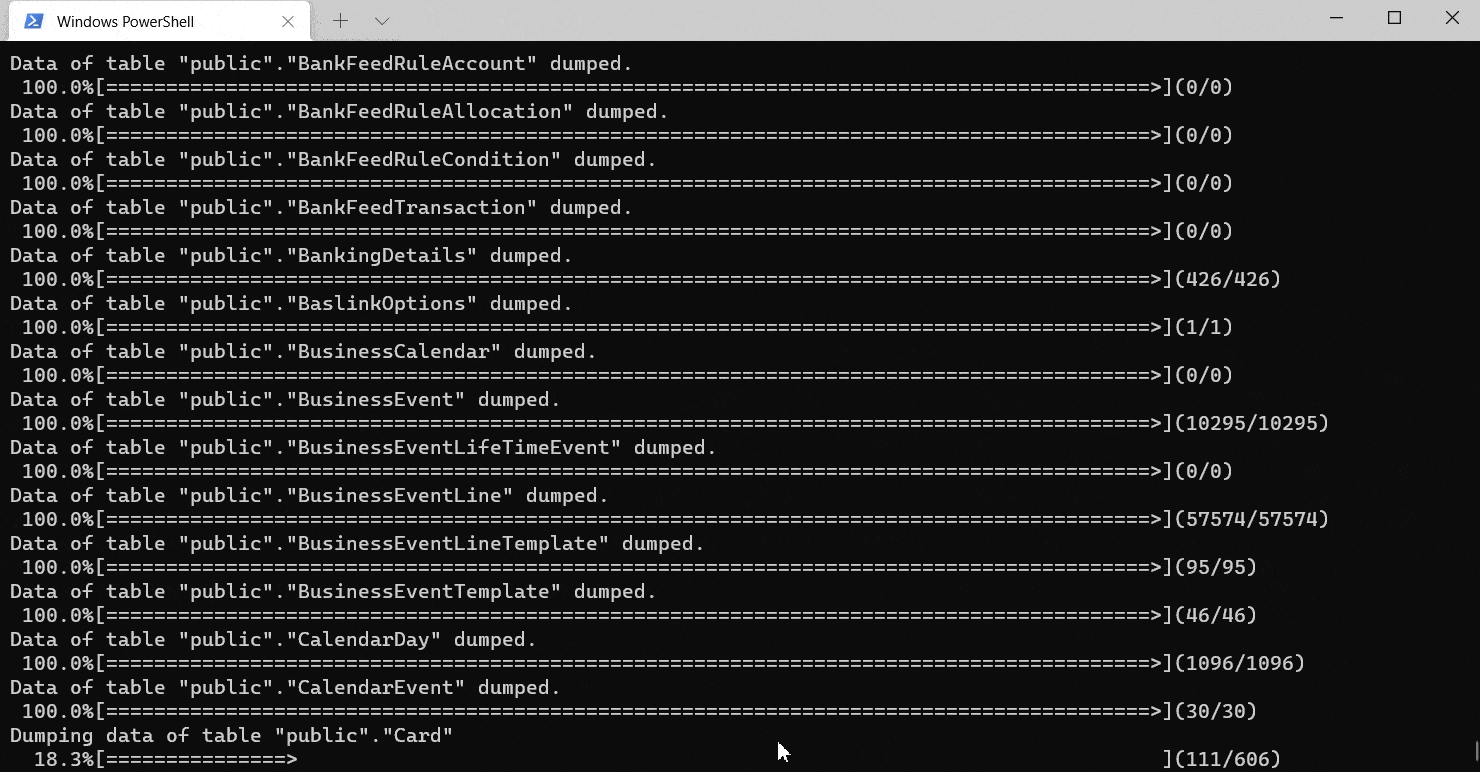 Windows PowerShell
Data of table "public"."BankFeedRuleAccount" dumped.
 100.0%[=======================================================================================>](0/0)
Data of table "public"."BankFeedRuleAllocation" dumped.
 100.0%[=======================================================================================>](0/0)
Data of table "public"."BankFeedRuleCondition" dumped.
 100.0%[=======================================================================================>](0/0)
Data of table "public"."BankFeedTransaction" dumped.
 100.0%[=======================================================================================>](0/0)
Data of table "public"."BankingDetails" dumped.
 100.0%[=======================================================================================>](426/426)
Data of table "public"."BaslinkOptions" dumped.
 100.0%[=======================================================================================>](1/1)
Data of table "public"."BusinessCalendar" dumped.
 100.0%[=======================================================================================>](0/0)
Data of table "public"."BusinessEvent" dumped.
 100.0%[=======================================================================================>](10295/10295)
Data of table "public"."BusinessEventLifeTimeEvent" dumped.
 100.0%[=======================================================================================>](0/0)
Data of table "public"."BusinessEventLine" dumped.
 100.0%[=======================================================================================>](57574/57574)
Data of table "public"."BusinessEventLineTemplate" dumped.
 100.0%[=======================================================================================>](95/95)
Data of table "public"."BusinessEventTemplate" dumped.
 100.0%[=======================================================================================>](46/46)
Data of table "public"."CalendarDay" dumped.
 100.0%[=======================================================================================>](1096/1096)
Data of table "public"."CalendarEvent" dumped.
 100.0%[=======================================================================================>](30/30)
Dumping data of table "public"."Card"
  18.3%[===============>                                                                        ](111/606)